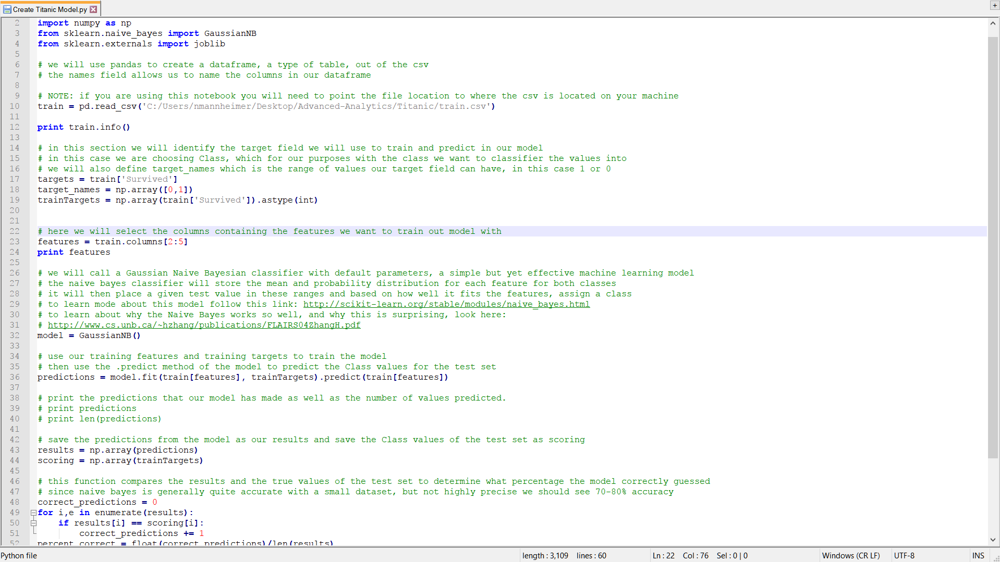 Create Titanic Model.py
+
2 import numpy as np
3 from sklearn.naive_bayes import GaussianNB
4 from sklearn.externals import joblib
5
6 # we will use pandas to create a dataframe, a type of table, out of the csv
7 # the names field allows us to name the columns in our dataframe
8
9 # NOTE: if you are using this notebook you will need to point the file location to where the csv is located on your machine
10 train = pd.read_csv('C:/Users/nmannheimer/Desktop/Advanced-Analytics/Titanic/train.csv')
11
12 print train.info()
13
14 # in this section we will identify the target field we will use to train and predict in our model
15 # in this case we are choosing Class, which for our purposes with the class we want to classifier the values into
16 # we will also define target_names which is the range of values our target field can have, in this case 1 or 0
17 targets = train['Survived']
18 target_names = np.array([0,1])
19 trainTargets = np.array(train['Survived']).astype(int)
20
21
22 # here we will select the columns containing the features we want to train out model with
23 features = train.columns[2:5]
24 print features
25
26 # we will call a Gaussian Naive Bayesian classifier with default parameters, a simple but yet effective machine learning model
27 # the naive bayes classifier will store the mean and probability distribution for each feature for both classes
28 # it will then place a given test value in these ranges and based on how well it fits the features, assign a class
29 # to learn mode about this model follow this link: http://scikit-learn.org/stable/modules/naive_bayes.html
30 # to learn about why the Naive Bayes works so well, and why this is surprising, look here:
31 # http://www.cs.unb.ca/~hzhang/publications/FLAIRS04ZhangH.pdf
32 model = GaussianNB()
33
34 # use our training features and training targets to train the model
35 # then use the .predict method of the model to predict the Class values for the test set
36 predictions = model.fit(train[features], trainTargets).predict(train[features])
37
38 # print the predictions that our model has made as well as the number of values predicted.
39 # print predictions
40 # print len(predictions)
41
42 # save the predictions from the model as our results and save the Class values of the test set as scoring
43 results = np.array(predictions)
44 scoring = np.array(trainTargets)
45
46 # this function compares the results and the true values of the test set to determine what percentage the model correctly guessed
47 # since naive bayes is generally quite accurate with a small dataset, but not highly precise we should see 70-80% accuracy
48 correct_predictions = 0
49 for i,e in enumerate(results):
50 if results[i] == scoring[i]:
51 correct_predictions += 1
52 percent_correct = float(correct_predictions)/len(results)
Python file length : 3,109 lines : 60 Ln : 22 Col : 76 Sel : 0 | 0 Windows (CR LF) UTF-8 INS